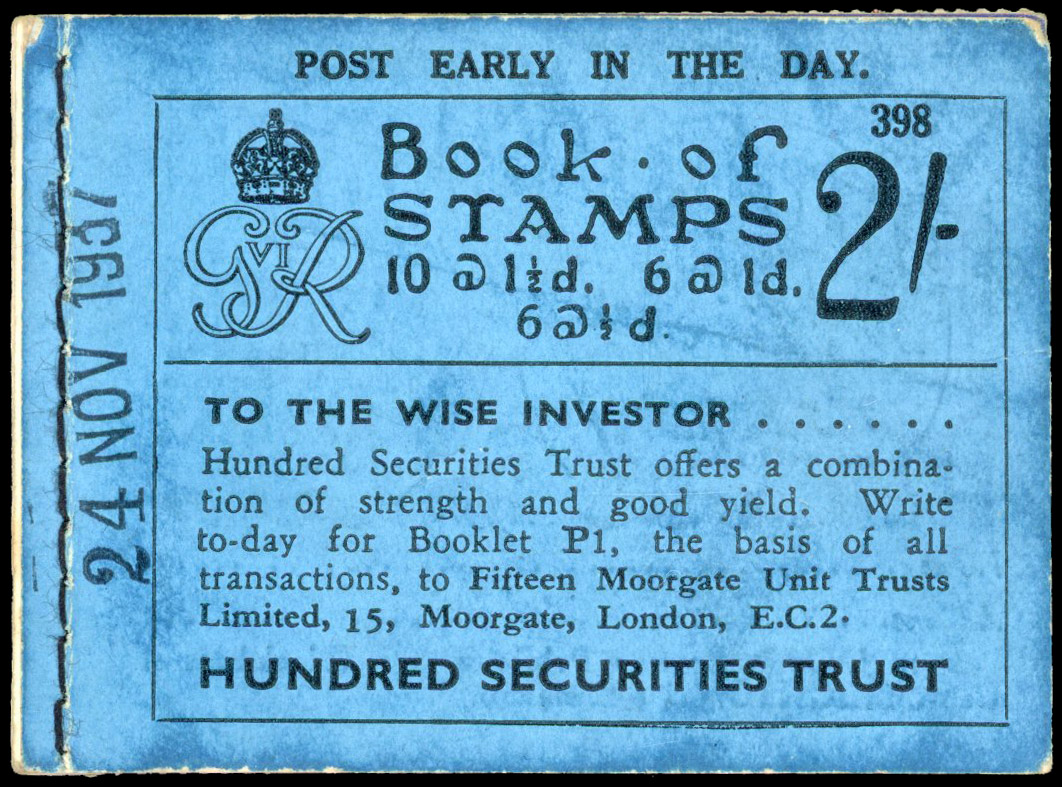 POST EARLY IN THE DAY.
398
Book · of
STAMPS
2/-
10 @ 1½d. 6 @ 1d.
6 @ ½d.
GVIR
24 NOV 1937
TO THE WISE INVESTOR . . . . . . .
Hundred Securities Trust offers a combina-
tion of strength and good yield. Write
to-day for Booklet P1, the basis of all
transactions, to Fifteen Moorgate Unit Trusts
Limited, 15, Moorgate, London, E.C.2.
HUNDRED SECURITIES TRUST